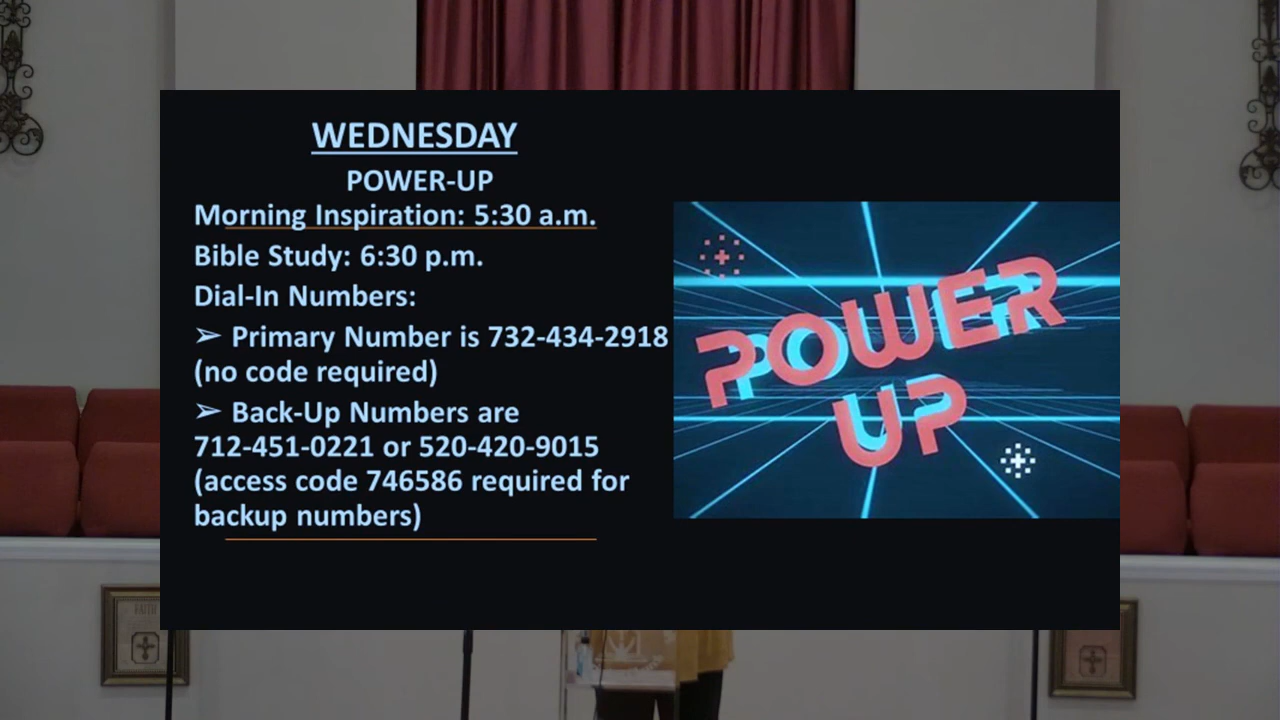 WEDNESDAY
POWER-UP
Morning Inspiration: 5:30 a.m.
Bible Study: 6:30 p.m.
Dial-In Numbers:
➢ Primary Number is 732-434-2918
(no code required)
➢ Back-Up Numbers are
712-451-0221 or 520-420-9015
(access code 746586 required for
backup numbers)
POWER
UP
FAITH